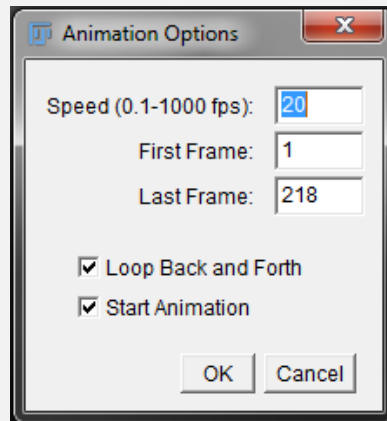 Animation Options
Speed (0.1-1000 fps): 20
First Frame: 1
Last Frame: 218
Loop Back and Forth
Start Animation
OK Cancel